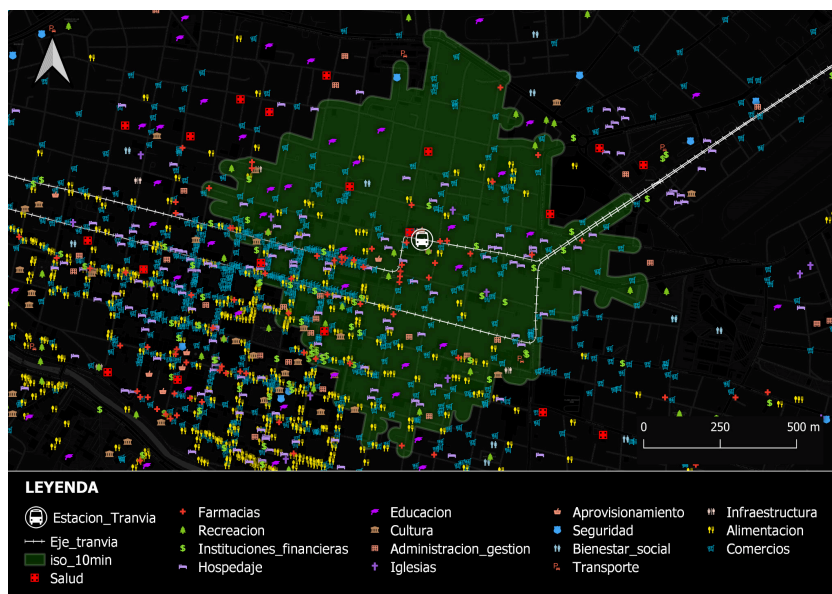 0 250 500 m
LEYENDA
Estacion_Tranvia
Eje_tranvia
iso_10min
Salud
Farmacias
Recreacion
Instituciones_financieras
Hospedaje
Educacion
Cultura
Administracion_gestion
Iglesias
Aprovisionamiento
Seguridad
Bienestar_social
Transporte
Infraestructura
Alimentacion
Comercios